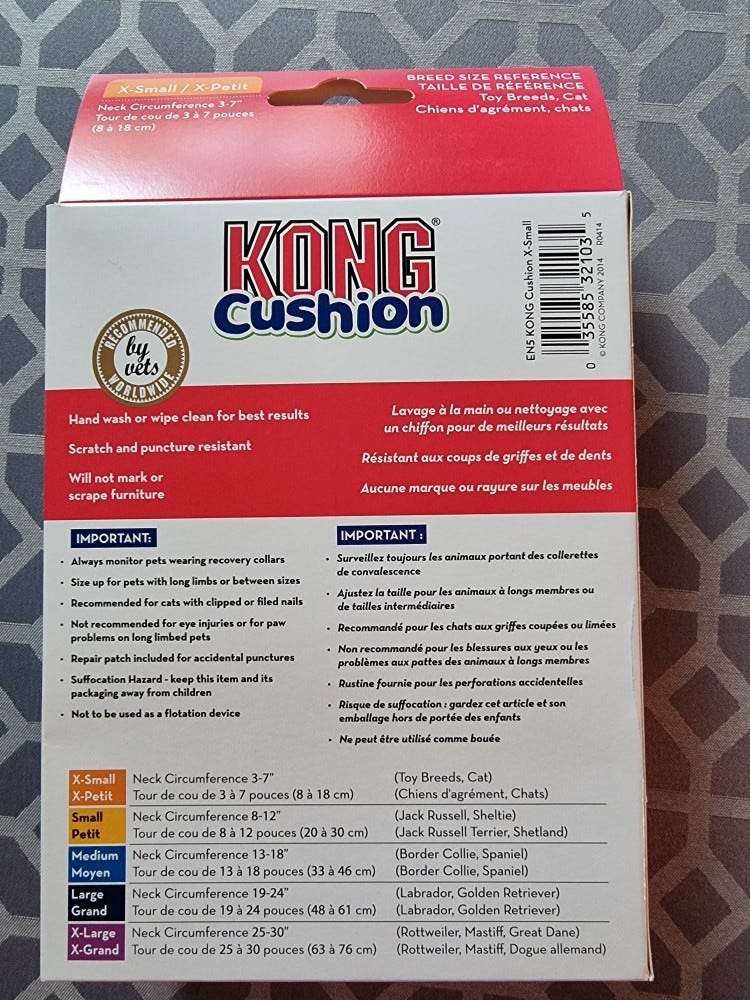 X-Small / X-Petit
Neck Circumference 3-7"
Tour de cou de 3 à 7 pouces
(8 à 18 cm)
BREED SIZE REFERENCE
TAILLE DE RÉFÉRENCE
Toy Breeds, Cat
Chiens d'agrément, chats
KONG®
Cushion
EN5 KONG Cushion X-Small
0 35585 32103 5
© KONG COMPANY 2014 R0414
RECOMMENDED
by
vets
WORLDWIDE
Hand wash or wipe clean for best results
Scratch and puncture resistant
Will not mark or
scrape furniture
Lavage à la main ou nettoyage avec
un chiffon pour de meilleurs résultats
Résistant aux coups de griffes et de dents
Aucune marque ou rayure sur les meubles
IMPORTANT:
• Always monitor pets wearing recovery collars
• Size up for pets with long limbs or between sizes
• Recommended for cats with clipped or filed nails
• Not recommended for eye injuries or for paw
problems on long limbed pets
• Repair patch included for accidental punctures
• Suffocation Hazard - keep this item and its
packaging away from children
• Not to be used as a flotation device
IMPORTANT :
• Surveillez toujours les animaux portant des collerettes
de convalescence
• Ajustez la taille pour les animaux à longs membres ou
de tailles intermédiaires
• Recommandé pour les chats aux griffes coupées ou limées
• Non recommandé pour les blessures aux yeux ou les
problèmes aux pattes des animaux à longs membres
• Rustine fournie pour les perforations accidentelles
• Risque de suffocation : gardez cet article et son
emballage hors de portée des enfants
• Ne peut être utilisé comme bouée
X-Small Neck Circumference 3-7" (Toy Breeds, Cat)
X-Petit Tour de cou de 3 à 7 pouces (8 à 18 cm) (Chiens d'agrément, Chats)
Small Neck Circumference 8-12" (Jack Russell, Sheltie)
Petit Tour de cou de 8 à 12 pouces (20 à 30 cm) (Jack Russell Terrier, Shetland)
Medium Neck Circumference 13-18" (Border Collie, Spaniel)
Moyen Tour de cou de 13 à 18 pouces (33 à 46 cm) (Border Collie, Spaniel)
Large Neck Circumference 19-24" (Labrador, Golden Retriever)
Grand Tour de cou de 19 à 24 pouces (48 à 61 cm) (Labrador, Golden Retriever)
X-Large Neck Circumference 25-30" (Rottweiler, Mastiff, Great Dane)
X-Grand Tour de cou de 25 à 30 pouces (63 à 76 cm) (Rottweiler, Mastiff, Dogue allemand)